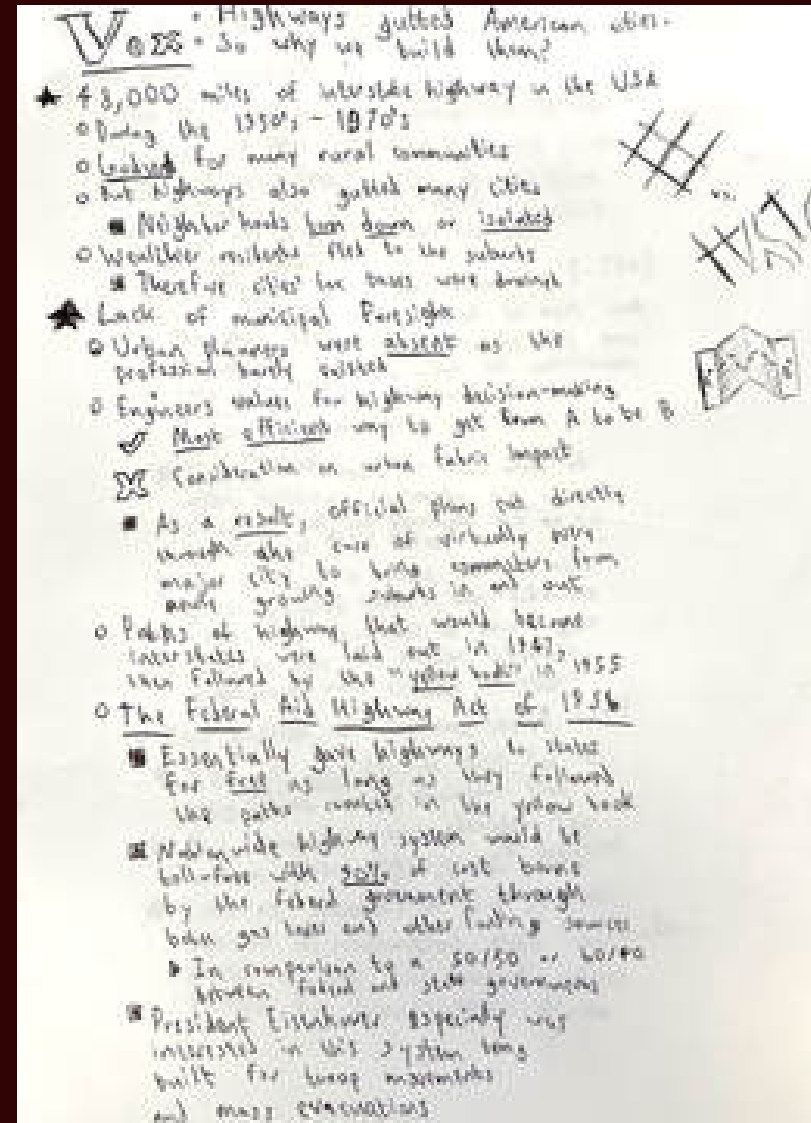 Vox • Highways gutted American cities.
• So why we build them?
★ 48,000 miles of interstate highway in the USA
○ During the 1950's - 1970's
○ for many rural communities
○ But highways also gutted many cities
■ Neighborhoods torn down or isolated
○ Wealthier residents fled to the suburbs
■ Therefore cities' tax bases were drained
vs.
★ Lack of municipal foresight
○ Urban planners were absent as the
profession barely existed
○ Engineers values for highway decision-making
✓ Most efficient way to get from A to be B
☒ Consideration on urban fabric impact
■ As a result, official plans cut directly
through the core of virtually every
major city to bring commuters from
growing suburbs in and out
○ Paths of highway that would become
interstates were laid out in 1947,
then followed by the "yellow book" in 1955
○ The Federal Aid Highway Act of 1956
■ Essentially gave highways to states
for free as long as they followed
the paths in the yellow book
■ Nationwide highway system would be
toll-free with 90% of cost borne
by the federal government through
gas taxes and other funding sources
▶ In comparison to a 50/50 or 60/40
between federal and state governments
■ President Eisenhower especially was
interested in this system being
built for troop movements
and mass evacuations